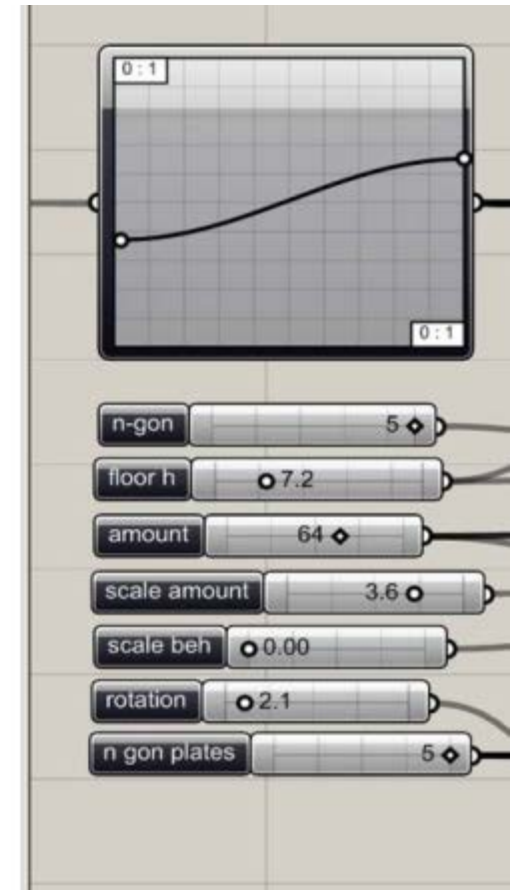 0 : 1
0 : 1
n-gon 5
floor h 7.2
amount 64
scale amount 3.6
scale beh 0.00
rotation 2.1
n gon plates 5